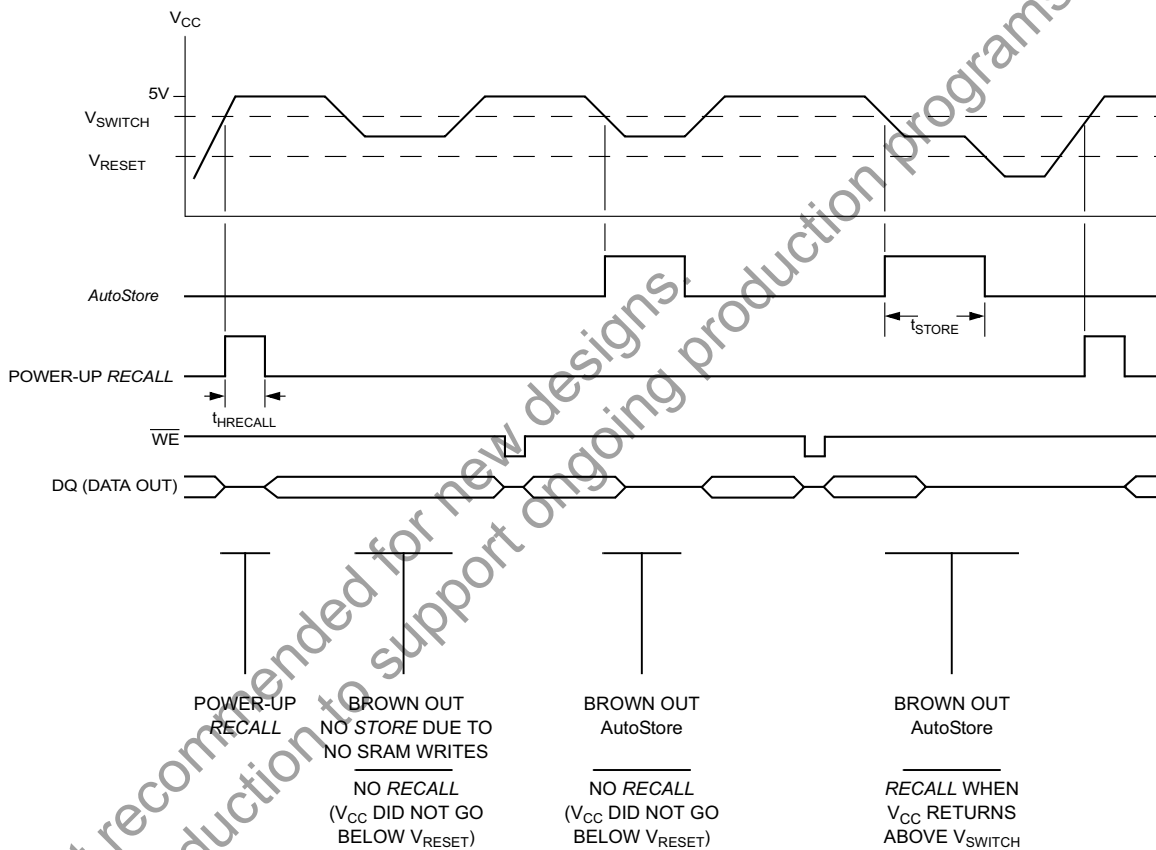 V_CC
5V
V_SWITCH
V_RESET
AutoStore
t_STORE
POWER-UP RECALL
t_HRECALL
WE
DQ (DATA OUT)
POWER-UP
RECALL
BROWN OUT
NO STORE DUE TO
NO SRAM WRITES
NO RECALL
(V_CC DID NOT GO
BELOW V_RESET)
BROWN OUT
AutoStore
NO RECALL
(V_CC DID NOT GO
BELOW V_RESET)
BROWN OUT
AutoStore
RECALL WHEN
V_CC RETURNS
ABOVE V_SWITCH
recommended for new designs.
duction to support ongoing production programs